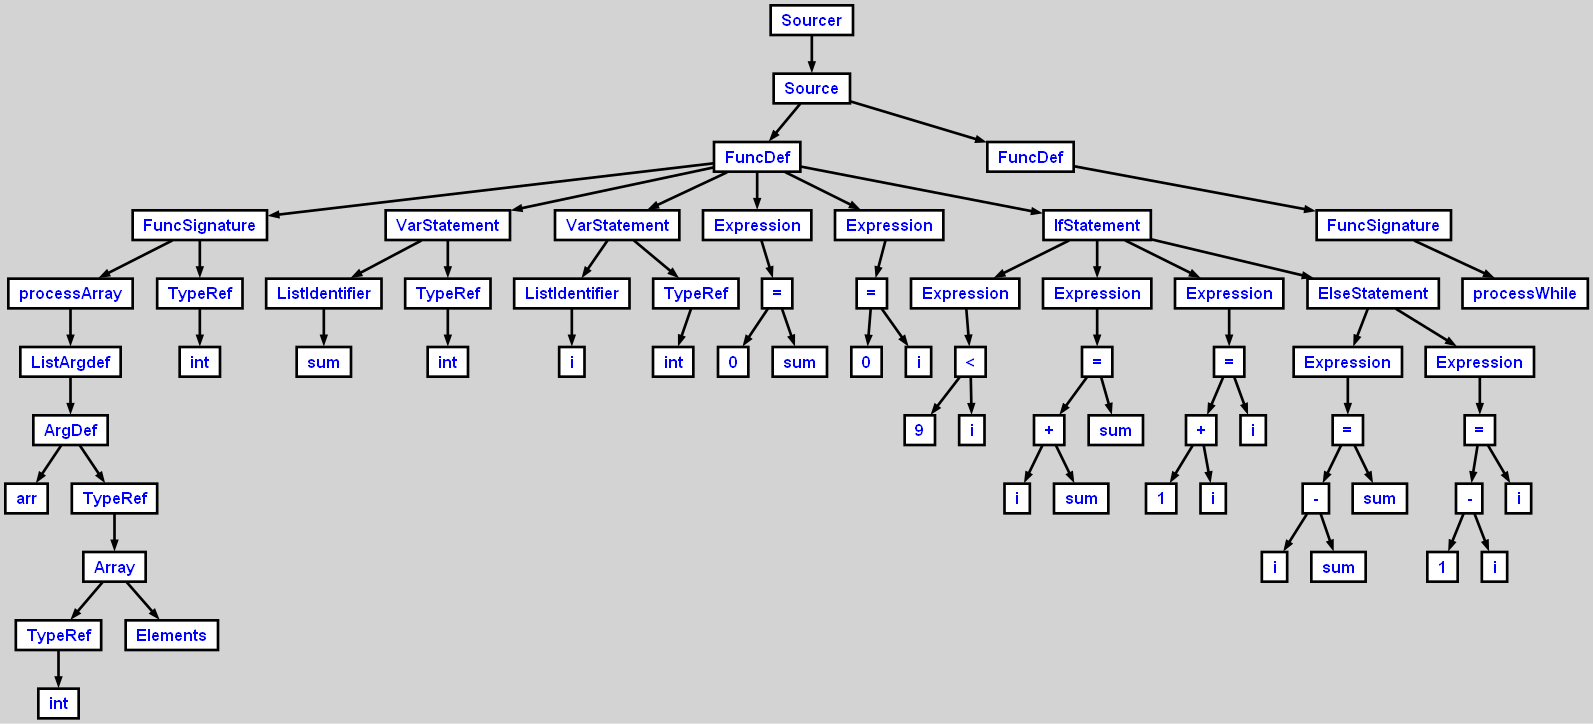 Sourcer
Source
FuncDef FuncDef
FuncSignature VarStatement VarStatement Expression Expression IfStatement FuncSignature
processArray TypeRef ListIdentifier TypeRef ListIdentifier TypeRef = = Expression Expression Expression ElseStatement processWhile
ListArgdef int sum int i int 0 sum 0 i < = = Expression Expression
ArgDef 9 i + sum + i = =
arr TypeRef i sum 1 i - sum - i
Array i sum 1 i
TypeRef Elements
int